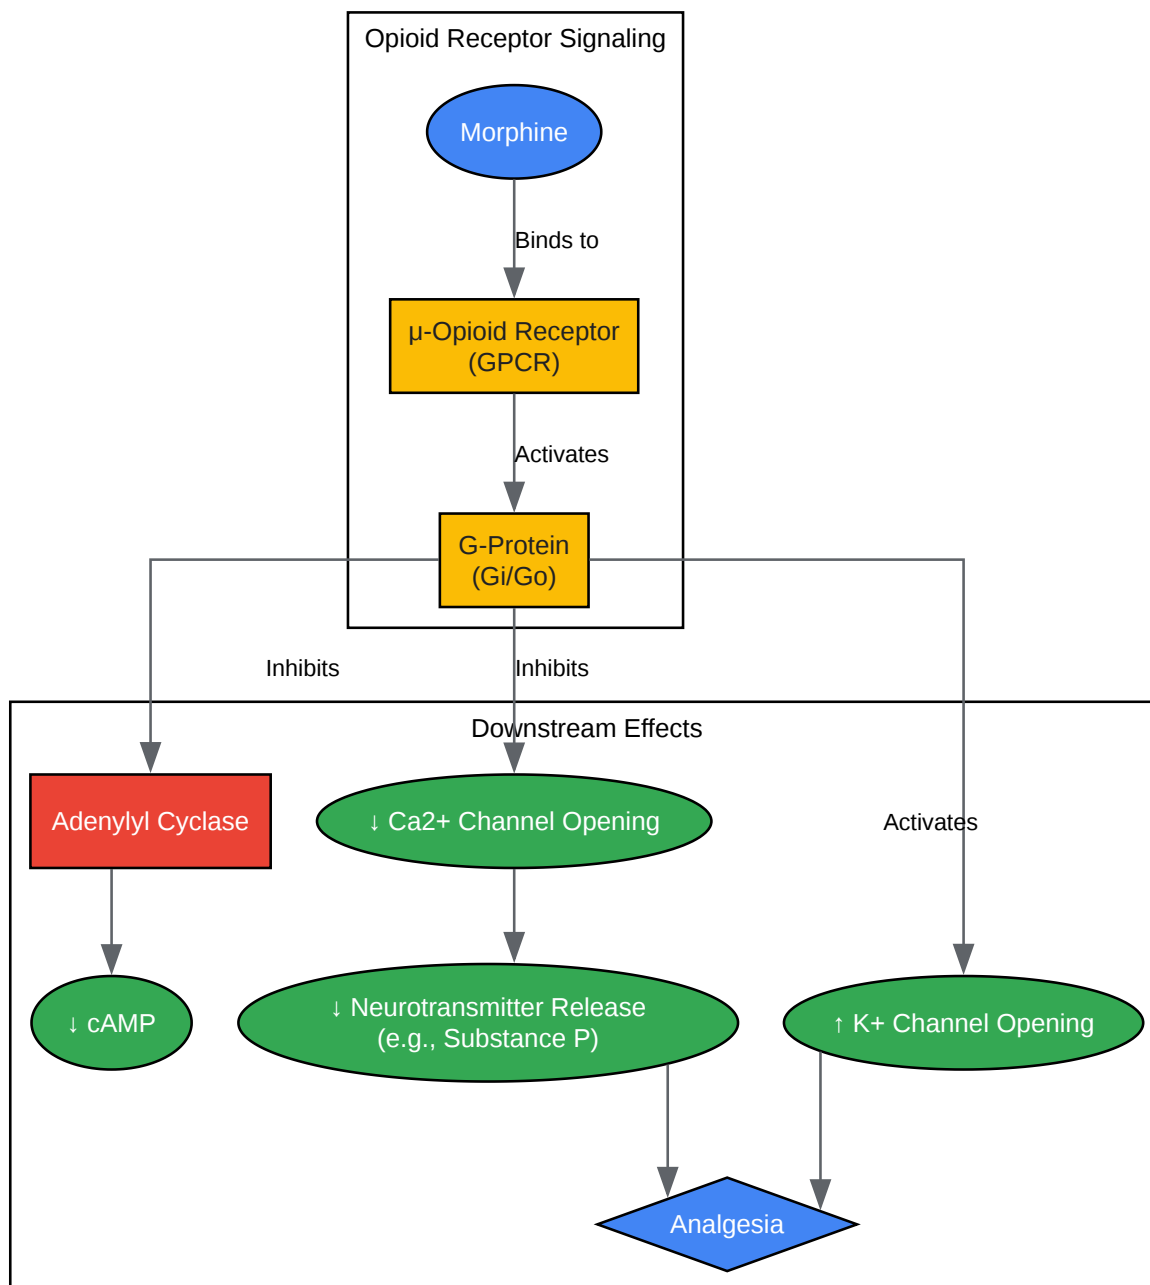 Opioid Receptor Signaling
Morphine
Binds to
μ-Opioid Receptor
(GPCR)
Activates
G-Protein
(Gi/Go)
Inhibits
Inhibits
Downstream Effects
Adenylyl Cyclase
↓ Ca2+ Channel Opening
Activates
↓ cAMP
↓ Neurotransmitter Release
(e.g., Substance P)
↑ K+ Channel Opening
Analgesia